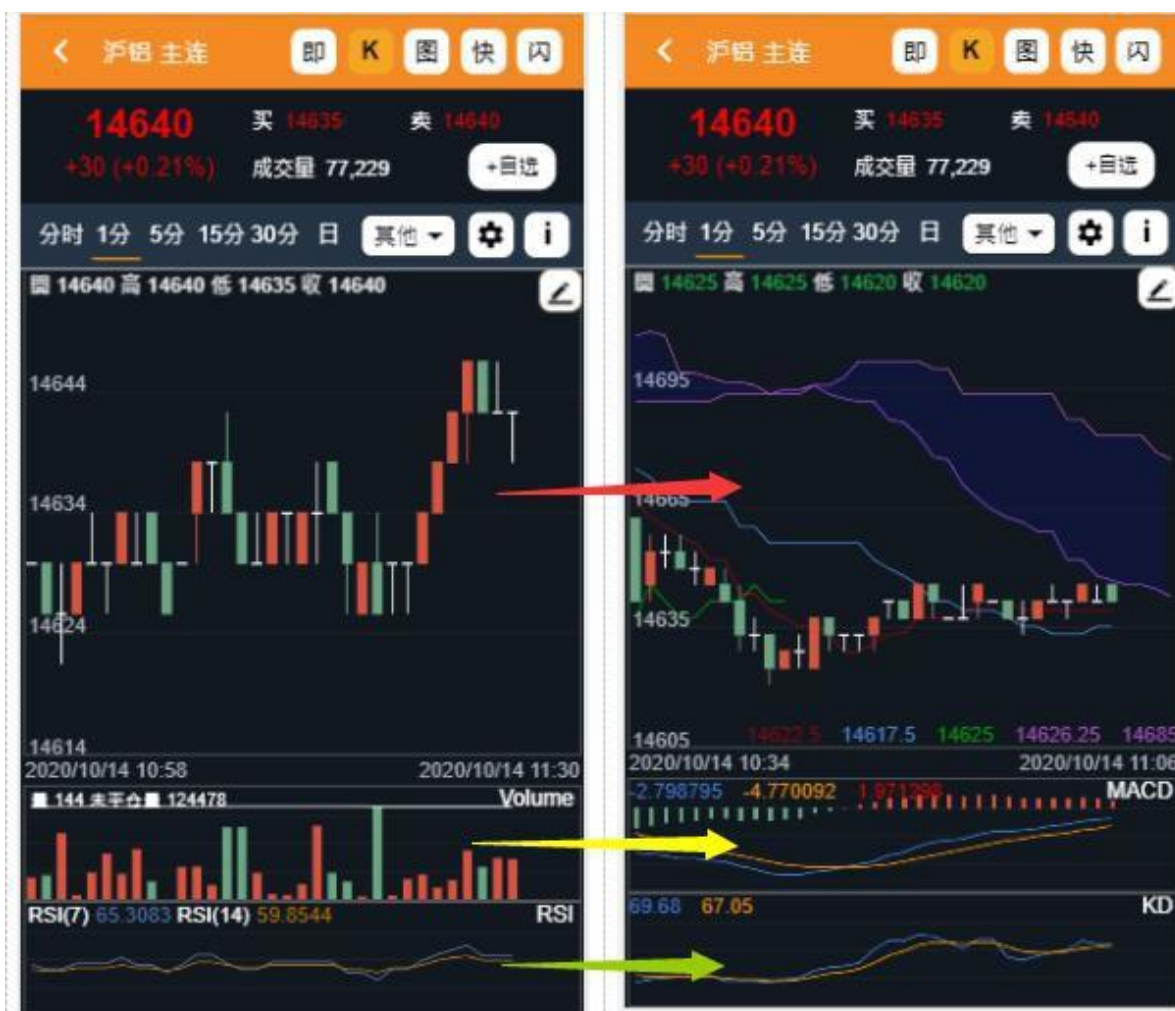 沪铝 主连 即 K 图 快 闪
14640 买 14635 卖 14640
+30 (+0.21%) 成交量 77,229 +自选
分时 1分 5分 15分 30分 日 其他 i
開 14640 高 14640 低 14635 收 14640
14644
14634
14624
14614
2020/10/14 10:58 2020/10/14 11:30
144 未平仓 124478 Volume
RSI(7) 65.3083 RSI(14) 59.8544 RSI
沪铝 主连 即 K 图 快 闪
14640 买 14635 卖 14640
+30 (+0.21%) 成交量 77,229 +自选
分时 1分 5分 15分 30分 日 其他 i
開 14625 高 14625 低 14620 收 14620
14695
14665
14635
14605 14622.5 14617.5 14625 14626.25 14685
2020/10/14 10:34 2020/10/14 11:06
-2.798795 -4.770092 1.971298 MACD
69.68 67.05 KD